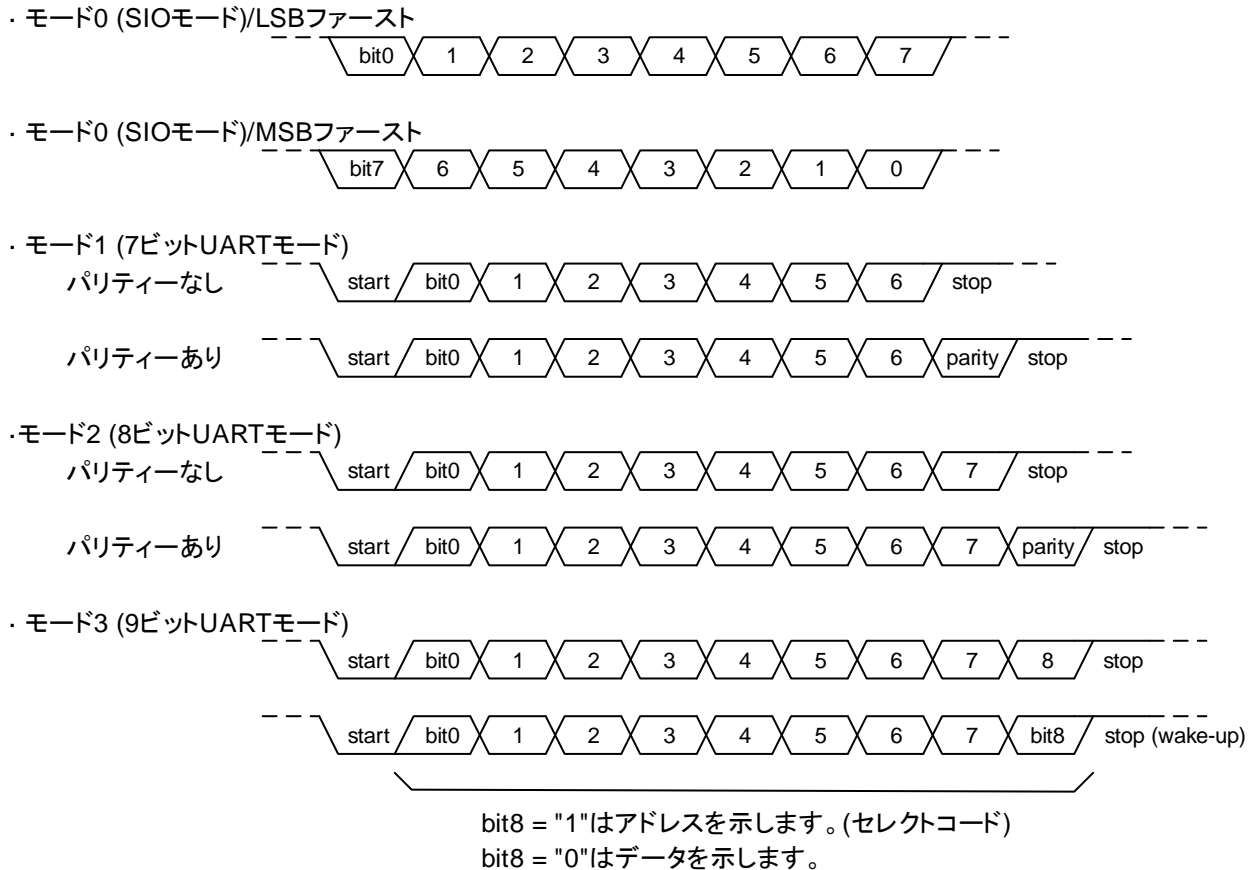 · モード0 (SIOモード)/LSBファースト
bit0 1 2 3 4 5 6 7
· モード0 (SIOモード)/MSBファースト
bit7 6 5 4 3 2 1 0
· モード1 (7ビットUARTモード)
パリティーなし start bit0 1 2 3 4 5 6 stop
パリティーあり start bit0 1 2 3 4 5 6 parity stop
·モード2 (8ビットUARTモード)
パリティーなし start bit0 1 2 3 4 5 6 7 stop
パリティーあり start bit0 1 2 3 4 5 6 7 parity stop
· モード3 (9ビットUARTモード)
start bit0 1 2 3 4 5 6 7 8 stop
start bit0 1 2 3 4 5 6 7 bit8 stop (wake-up)
bit8 = "1"はアドレスを示します。(セレクトコード)
bit8 = "0"はデータを示します。